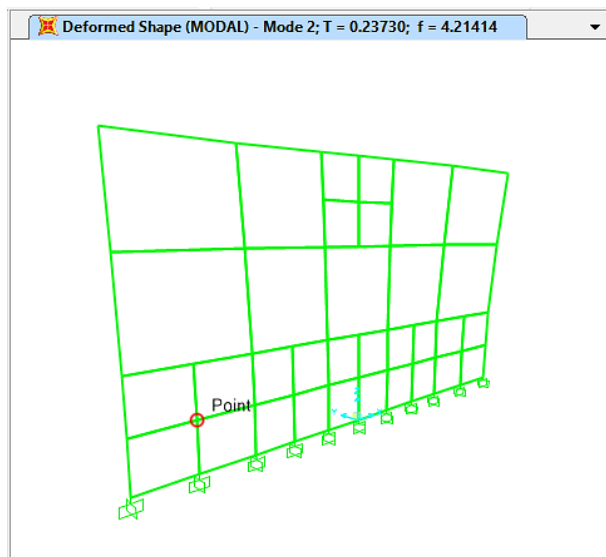 Deformed Shape (MODAL) - Mode 2; T = 0.23730; f = 4.21414
Point